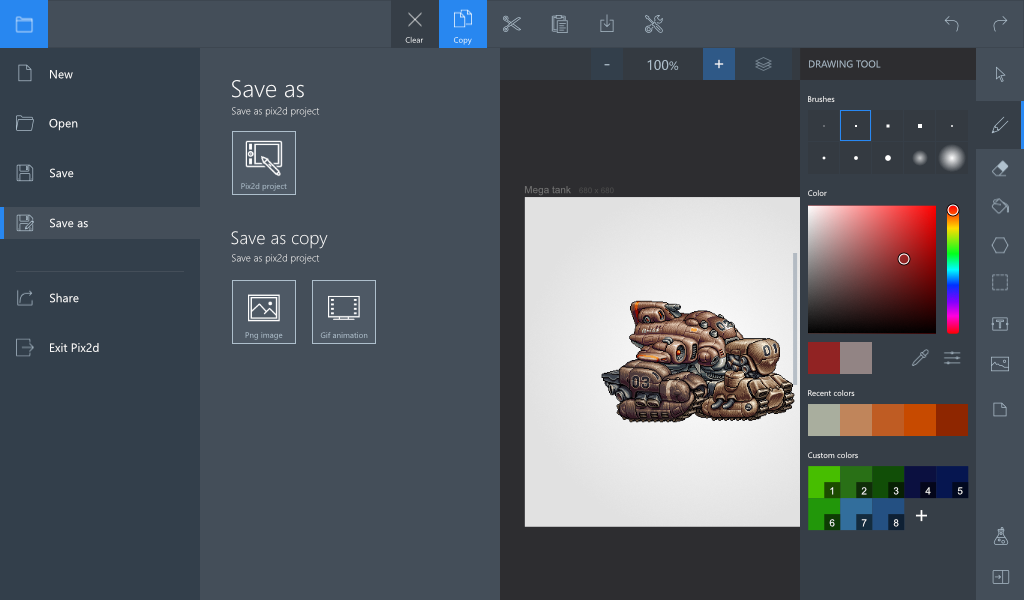 Clear
Copy
New
Open
Save
Save as
Share
Exit Pix2d
Save as
Save as pix2d project
Pix2d project
Save as copy
Save as pix2d project
Png image
Gif animation
- 100% +
Mega tank 680 x 680
03
01
DRAWING TOOL
Brushes
Color
Recent colors
Custom colors
1 2 3 4 5
6 7 8 +